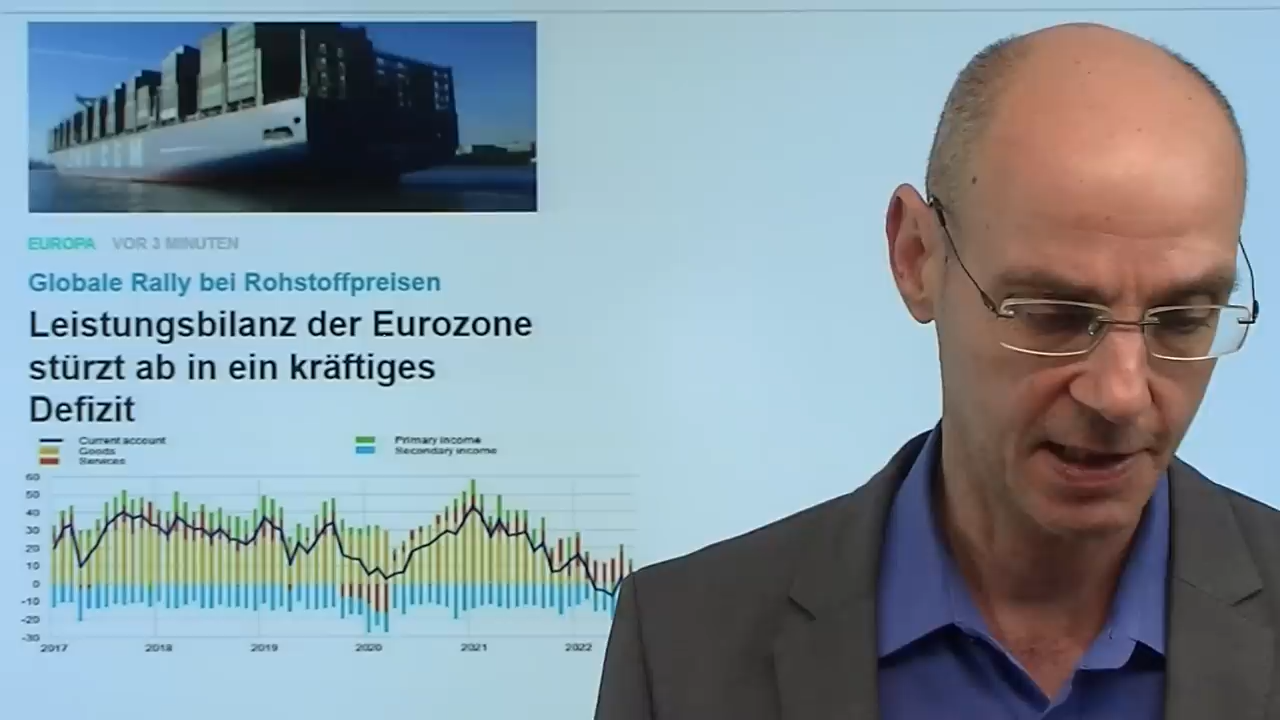 EUROPA VOR 3 MINUTEN
Globale Rally bei Rohstoffpreisen
Leistungsbilanz der Eurozone
stürzt ab in ein kräftiges
Defizit
Current account
Goods
Services
Primary income
Secondary income
60
50
40
30
20
10
0
-10
-20
-30
2017 2018 2019 2020 2021 2022